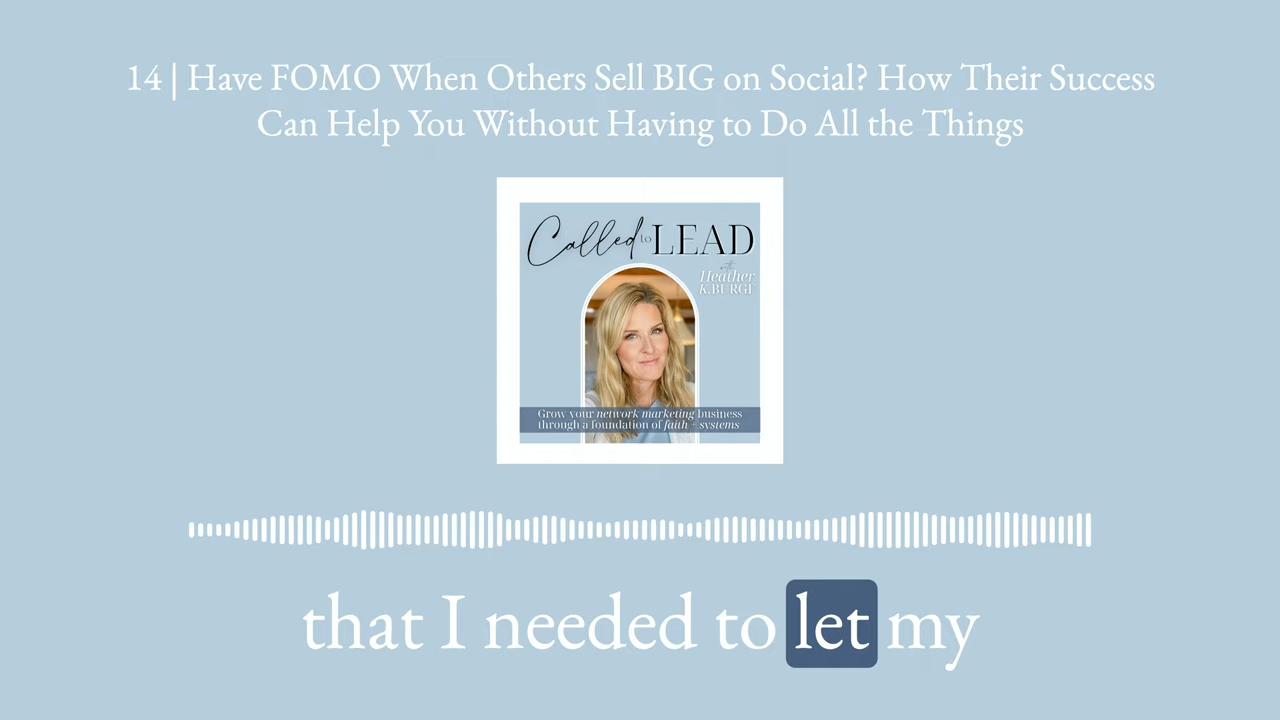 14 | Have FOMO When Others Sell BIG on Social? How Their Success
Can Help You Without Having to Do All the Things
Called to LEAD
with
Heather
K.BURGE
Grow your network marketing business
through a foundation of faith + systems
that I needed to let my